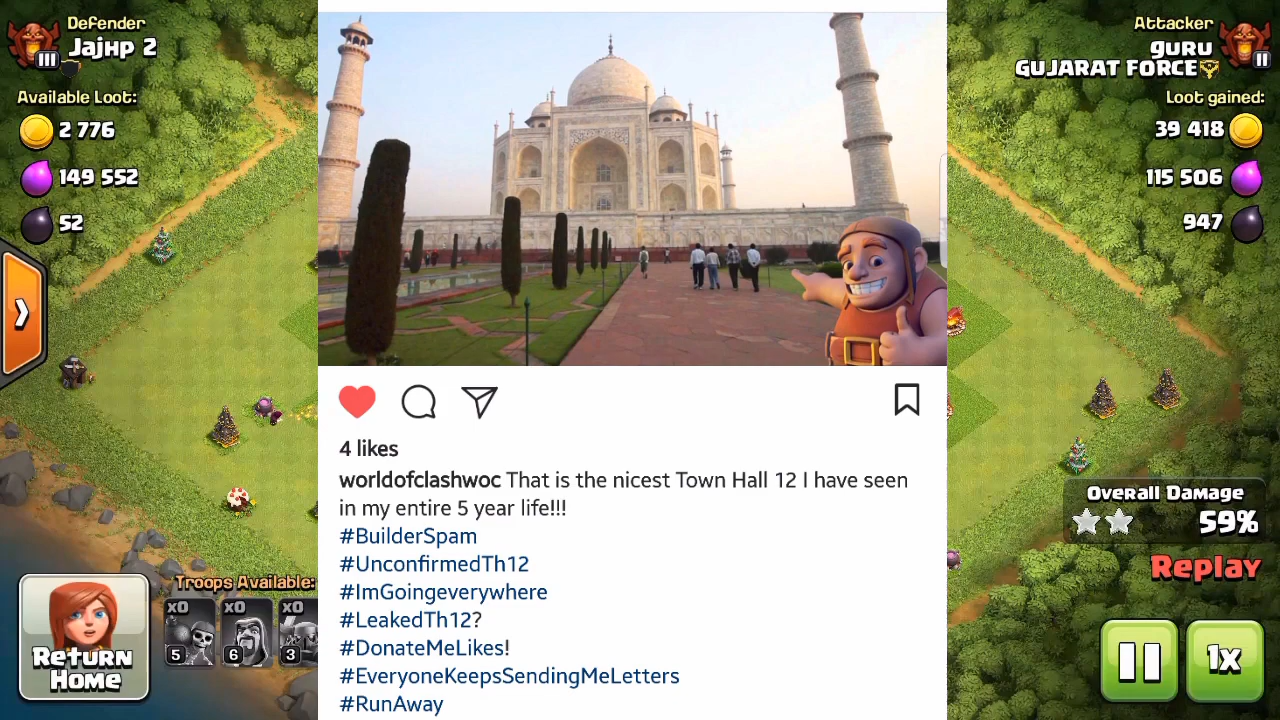 Defender
Jajhp 2
III
Available Loot:
2 776
149 552
52
Return
Home
Troops Available:
x0
x0
x0
5
6
3
4 likes
worldofclashwoc That is the nicest Town Hall 12 I have seen
in my entire 5 year life!!!
#BuilderSpam
#UnconfirmedTh12
#ImGoingeverywhere
#LeakedTh12?
#DonateMeLikes!
#EveryoneKeepsSendingMeLetters
#RunAway
Attacker
guru
GUJARAT FORCE
II
Loot gained:
39 418
115 506
947
Overall Damage
59%
Replay
1x